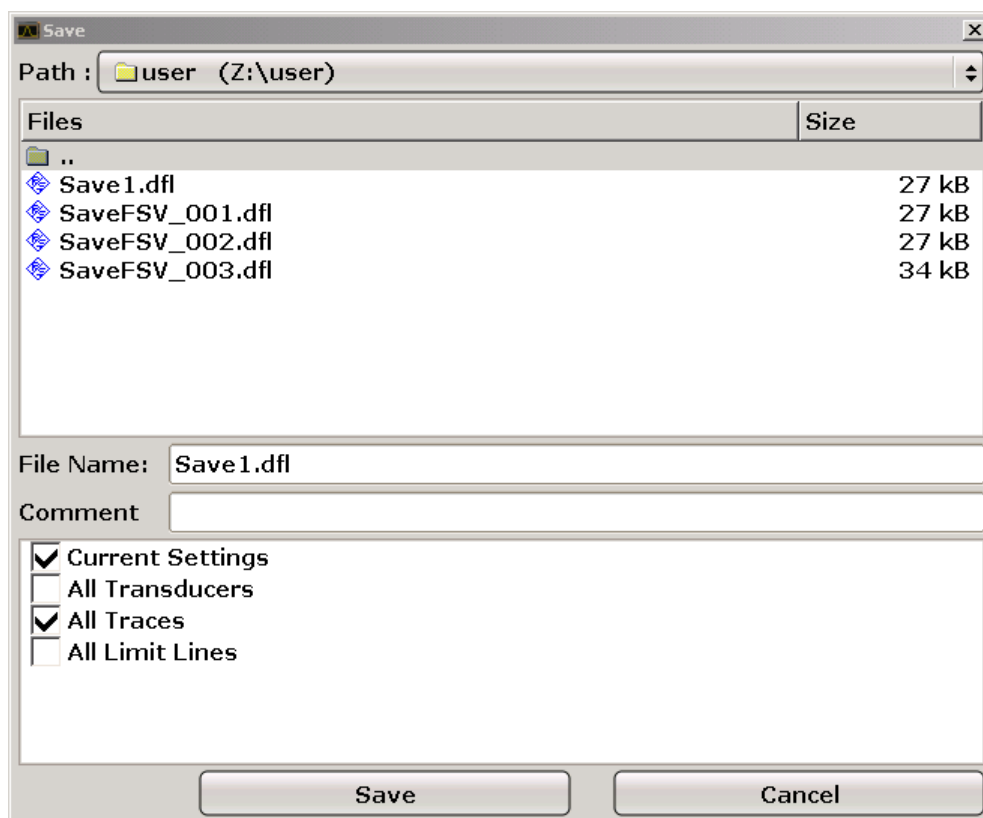 Save
Path : user (Z:\user)
Files Size
..
Save1.dfl 27 kB
SaveFSV_001.dfl 27 kB
SaveFSV_002.dfl 27 kB
SaveFSV_003.dfl 34 kB
File Name: Save1.dfl
Comment
Current Settings
All Transducers
All Traces
All Limit Lines
Save Cancel